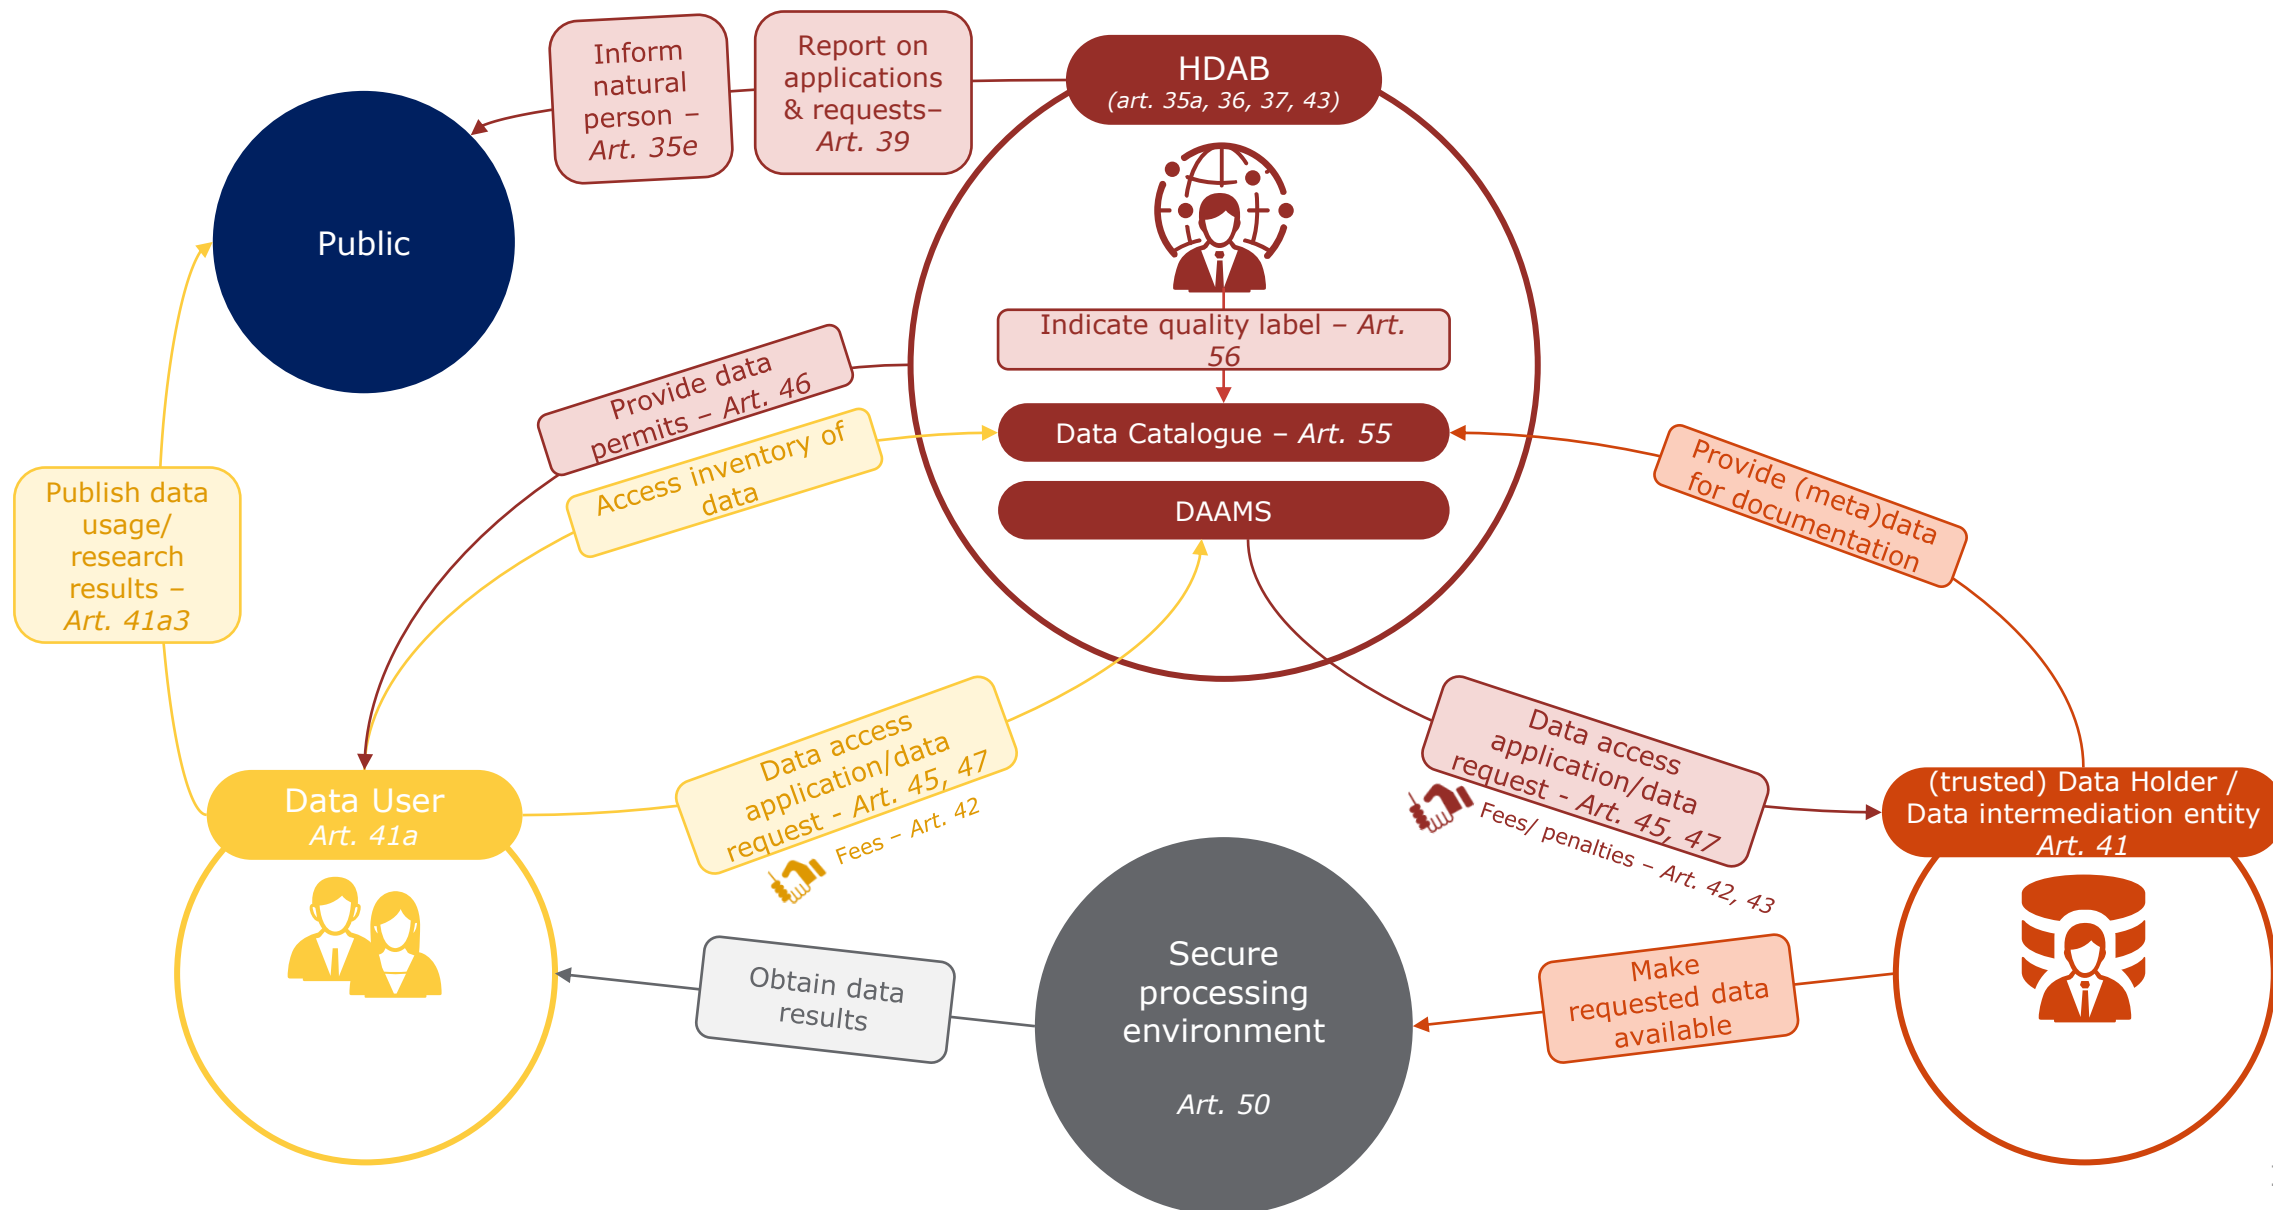 Inform
natural
person –
Art. 35e
Report on
applications
& requests–
Art. 39
HDAB
(art. 35a, 36, 37, 43)
Public
Indicate quality label – Art.
56
Provide data
permits – Art. 46
Access inventory of
data
Data Catalogue – Art. 55
DAAMS
Provide (meta)data
for documentation
Publish data
usage/
research
results –
Art. 41a3
Data access
application/data
request - Art. 45, 47
Fees – Art. 42
Data access
application/data
request - Art. 45, 47
Fees/ penalties – Art. 42, 43
Data User
Art. 41a
(trusted) Data Holder /
Data intermediation entity
Art. 41
Obtain data
results
Secure
processing
environment
Art. 50
Make
requested data
available